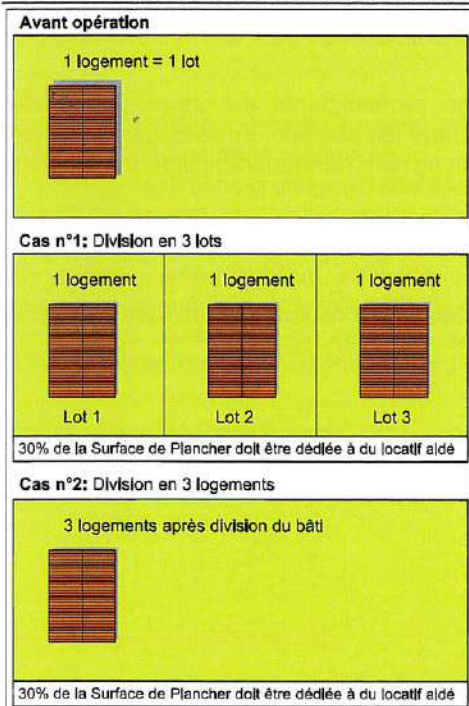 Avant opération
1 logement = 1 lot
Cas n°1: Division en 3 lots
1 logement 1 logement 1 logement
Lot 1 Lot 2 Lot 3
30% de la Surface de Plancher doit être dédiée à du locatif aidé
Cas n°2: Division en 3 logements
3 logements après division du bâti
30% de la Surface de Plancher doit être dédiée à du locatif aidé